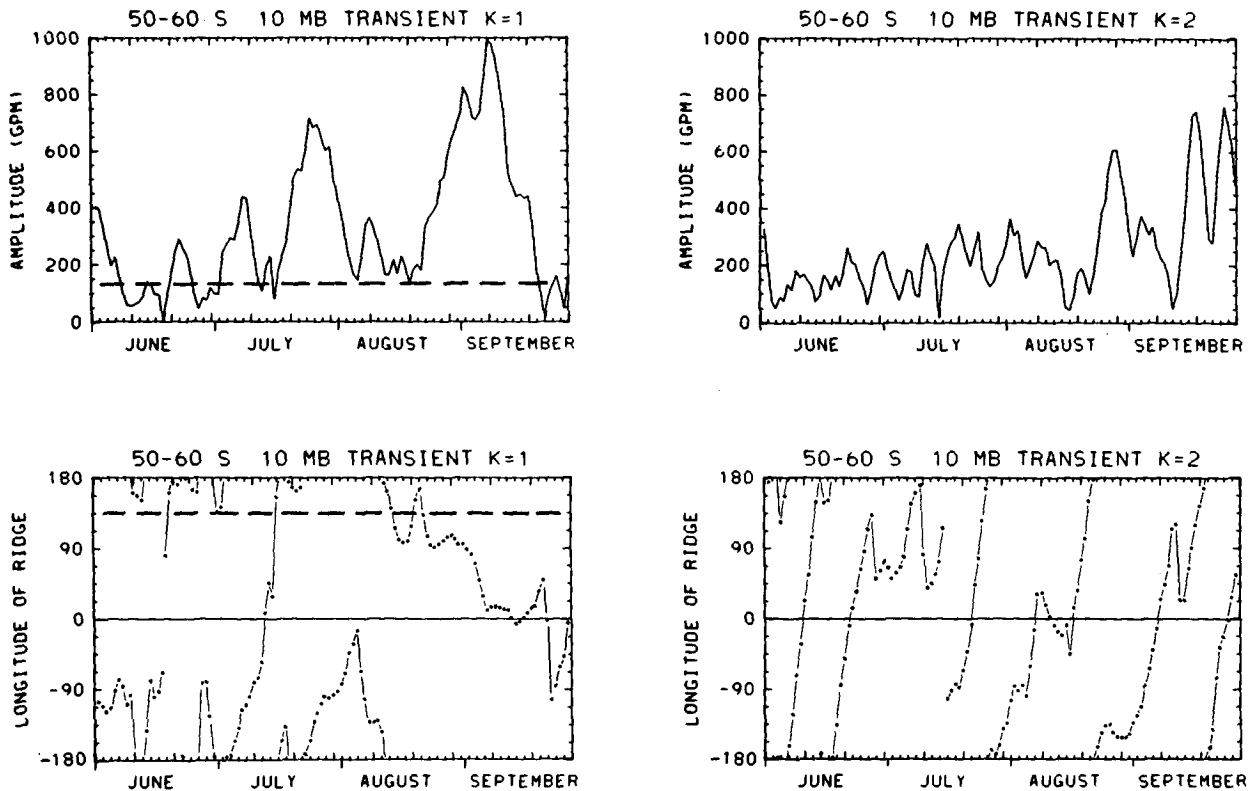 50-60 S 10 MB TRANSIENT K=1
AMPLITUDE (GPM)
1000
800
600
400
200
0
JUNE JULY AUGUST SEPTEMBER
50-60 S 10 MB TRANSIENT K=2
AMPLITUDE (GPM)
1000
800
600
400
200
0
JUNE JULY AUGUST SEPTEMBER
50-60 S 10 MB TRANSIENT K=1
LONGITUDE OF RIDGE
180
90
0
-90
-180
JUNE JULY AUGUST SEPTEMBER
50-60 S 10 MB TRANSIENT K=2
LONGITUDE OF RIDGE
180
90
0
-90
-180
JUNE JULY AUGUST SEPTEMBER